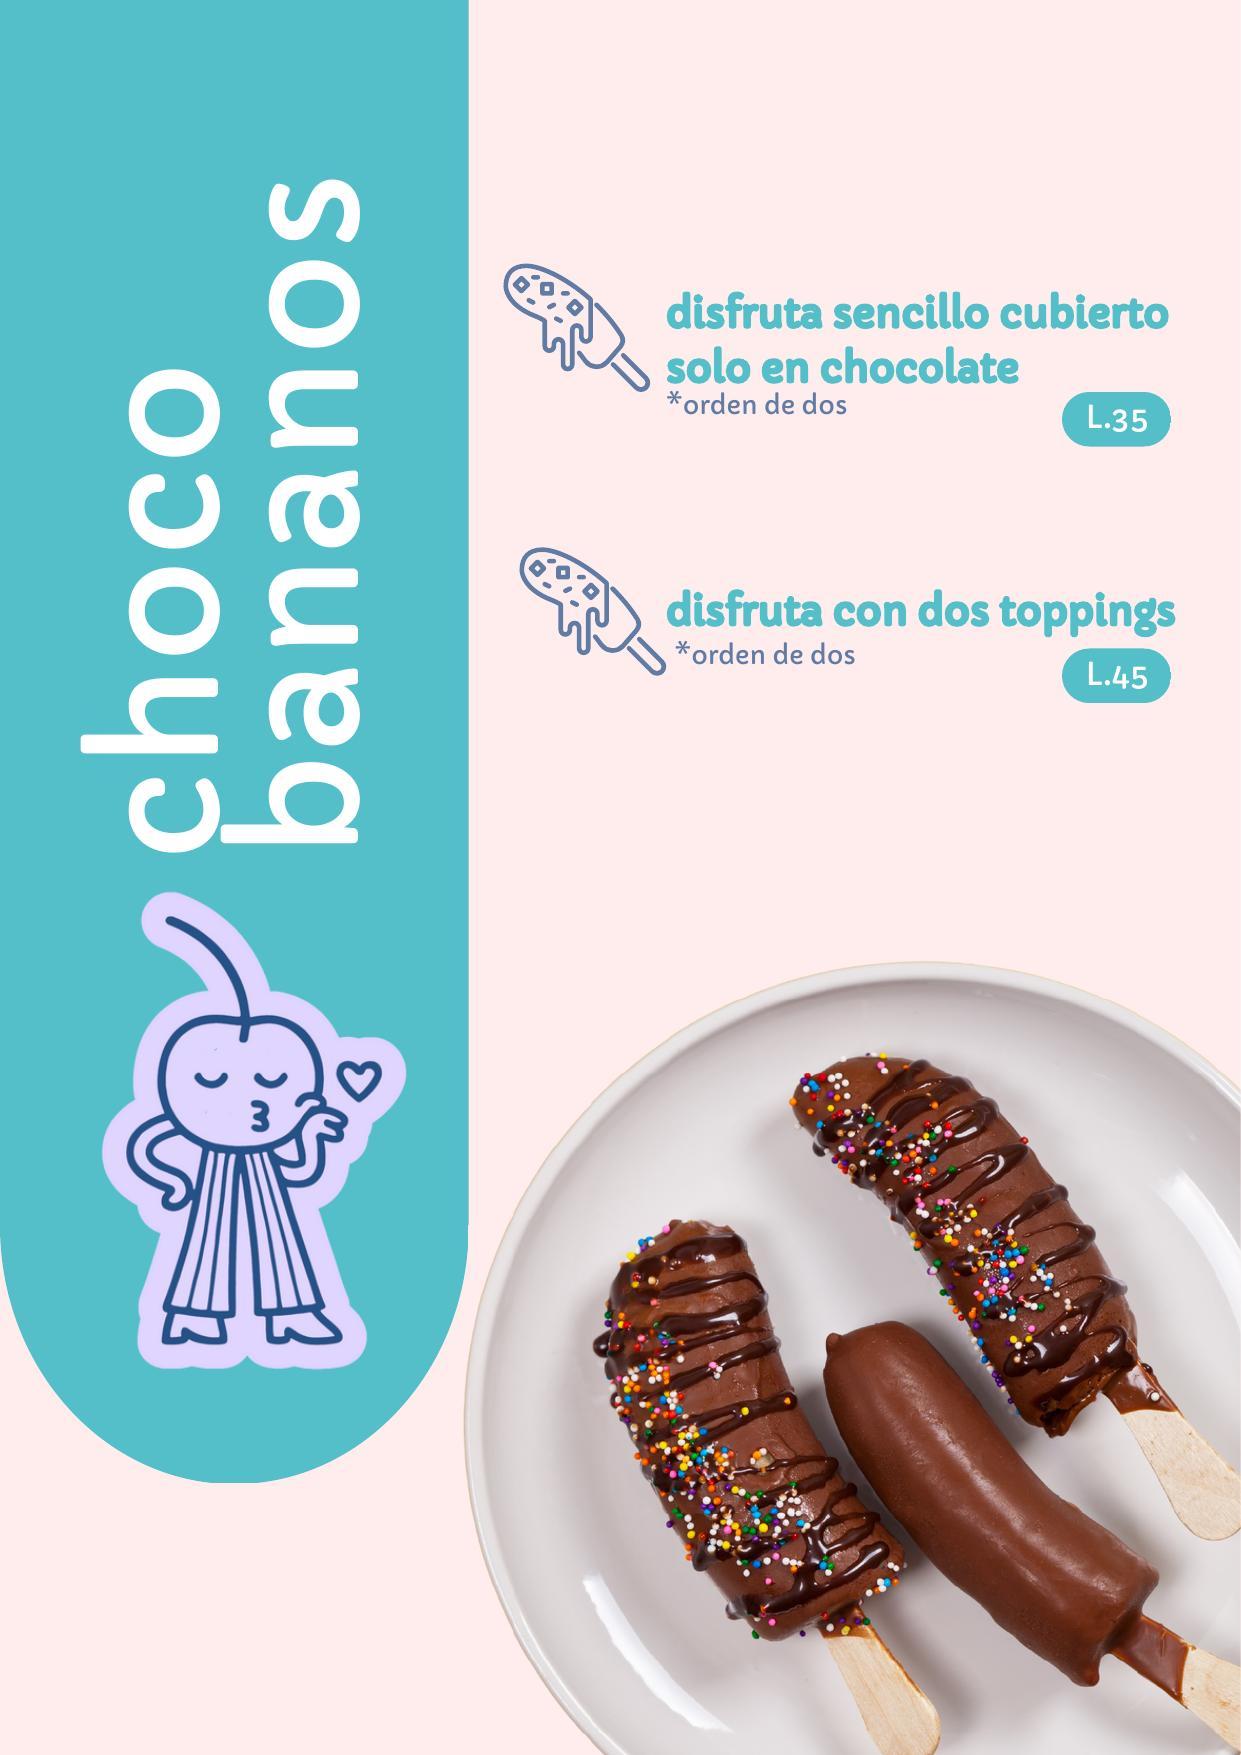 choco
bananos
disfruta sencillo cubierto
solo en chocolate
*orden de dos
L.35
disfruta con dos toppings
*orden de dos
L.45